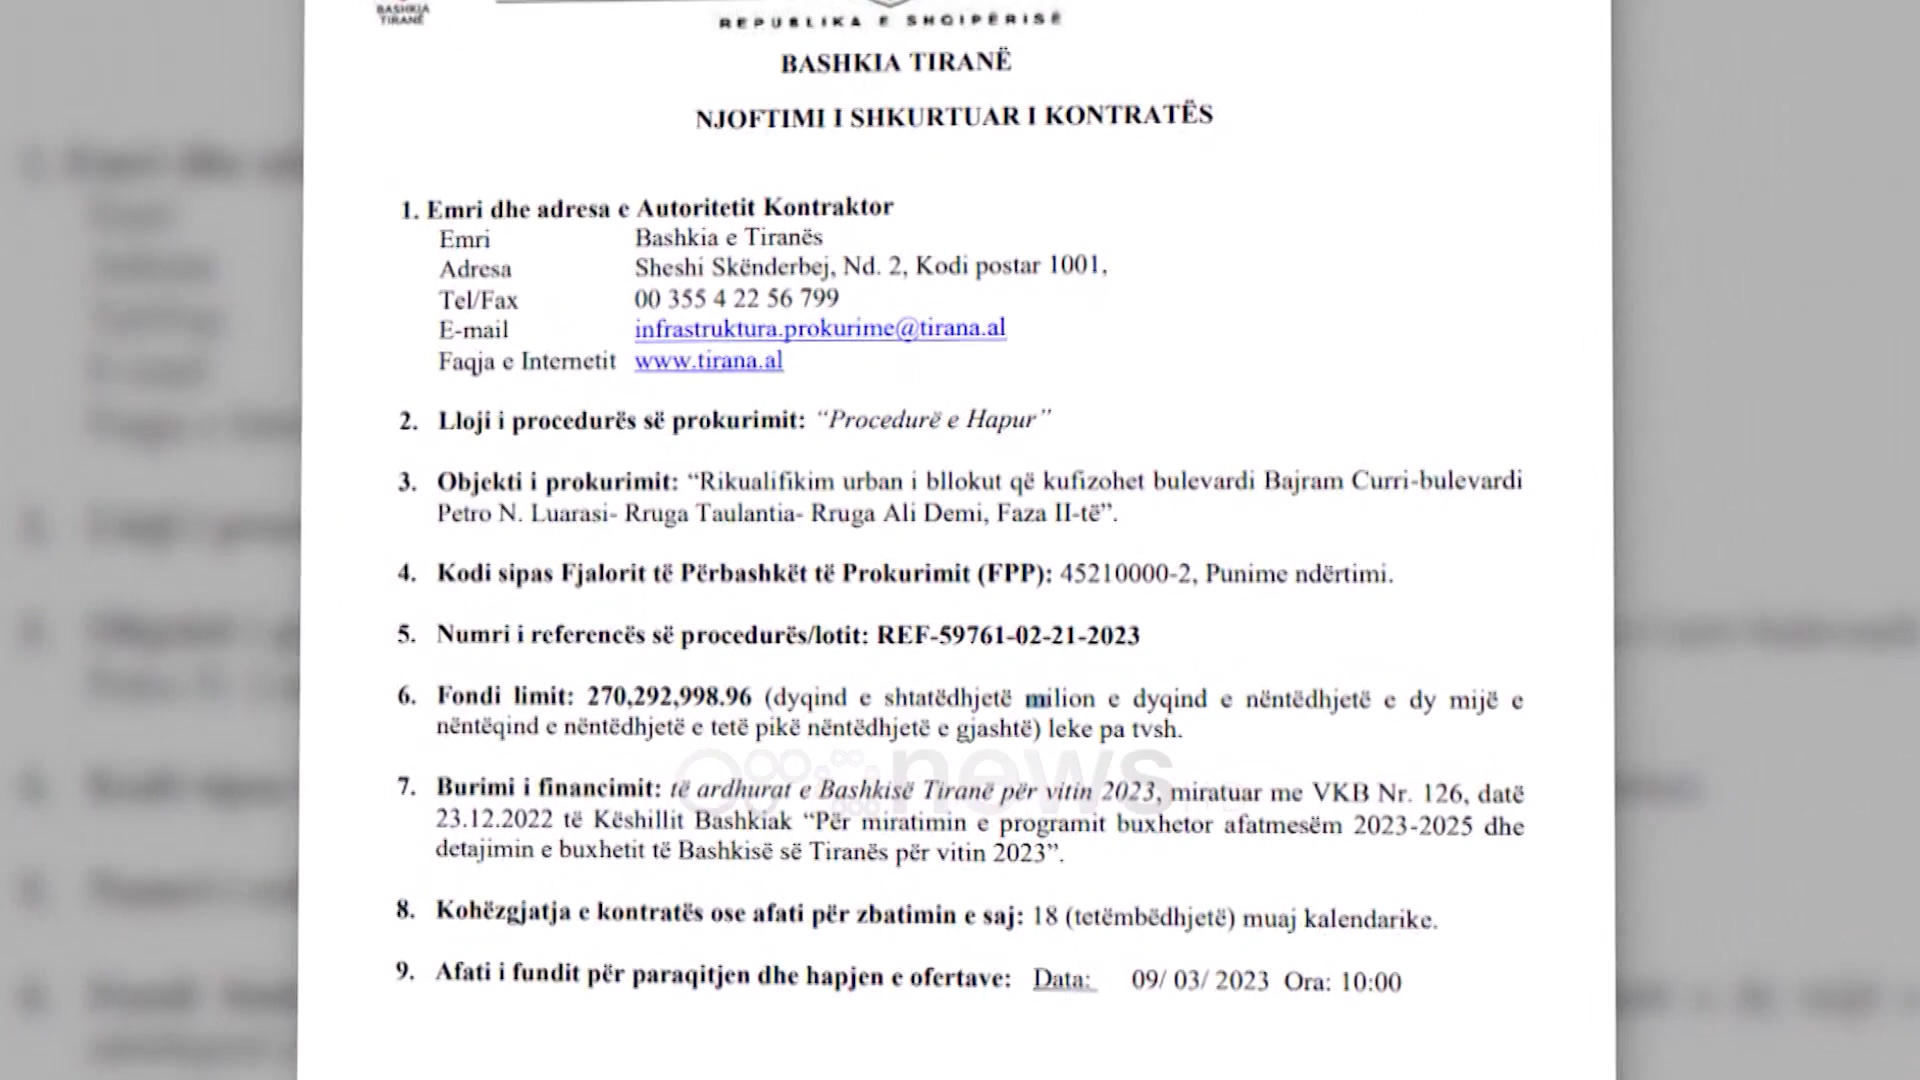 BASHKIA
TIRANË
REPUBLIKA E SHQIPËRISË
BASHKIA TIRANË
NJOFTIMI I SHKURTUAR I KONTRATËS
1. Emri dhe adresa e Autoritetit Kontraktor
Emri Bashkia e Tiranës
Adresa Sheshi Skënderbej, Nd. 2, Kodi postar 1001,
Tel/Fax 00 355 4 22 56 799
E-mail infrastruktura.prokurime@tirana.al
Faqja e Internetit www.tirana.al
2. Lloji i procedurës së prokurimit: “Procedurë e Hapur”
3. Objekti i prokurimit: “Rikualifikim urban i bllokut që kufizohet bulevardi Bajram Curri-bulevardi
Petro N. Luarasi- Rruga Taulantia- Rruga Ali Demi, Faza II-të”.
4. Kodi sipas Fjalorit të Përbashkët të Prokurimit (FPP): 45210000-2, Punime ndërtimi.
5. Numri i referencës së procedurës/lotit: REF-59761-02-21-2023
6. Fondi limit: 270,292,998.96 (dyqind e shtatëdhjetë milion e dyqind e nëntëdhjetë e dy mijë e
nëntëqind e nëntëdhjetë e tetë pikë nëntëdhjetë e gjashtë) leke pa tvsh.
news
7. Burimi i financimit: të ardhurat e Bashkisë Tiranë për vitin 2023, miratuar me VKB Nr. 126, datë
23.12.2022 të Këshillit Bashkiak “Për miratimin e programit buxhetor afatmesëm 2023-2025 dhe
detajimin e buxhetit të Bashkisë së Tiranës për vitin 2023”.
8. Kohëzgjatja e kontratës ose afati për zbatimin e saj: 18 (tetëmbëdhjetë) muaj kalendarike.
9. Afati i fundit për paraqitjen dhe hapjen e ofertave: Data: 09/ 03/ 2023 Ora: 10:00